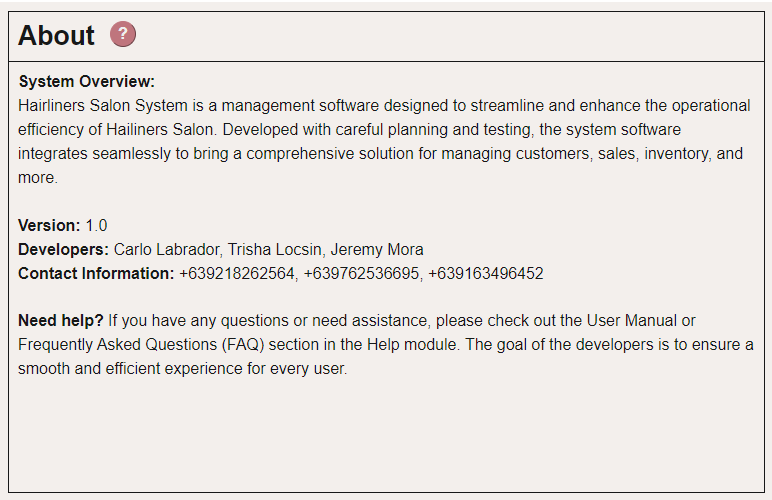 About ?
System Overview:
Hairliners Salon System is a management software designed to streamline and enhance the operational
efficiency of Hailiners Salon. Developed with careful planning and testing, the system software
integrates seamlessly to bring a comprehensive solution for managing customers, sales, inventory, and
more.
Version: 1.0
Developers: Carlo Labrador, Trisha Locsin, Jeremy Mora
Contact Information: +639218262564, +639762536695, +639163496452
Need help? If you have any questions or need assistance, please check out the User Manual or
Frequently Asked Questions (FAQ) section in the Help module. The goal of the developers is to ensure a
smooth and efficient experience for every user.